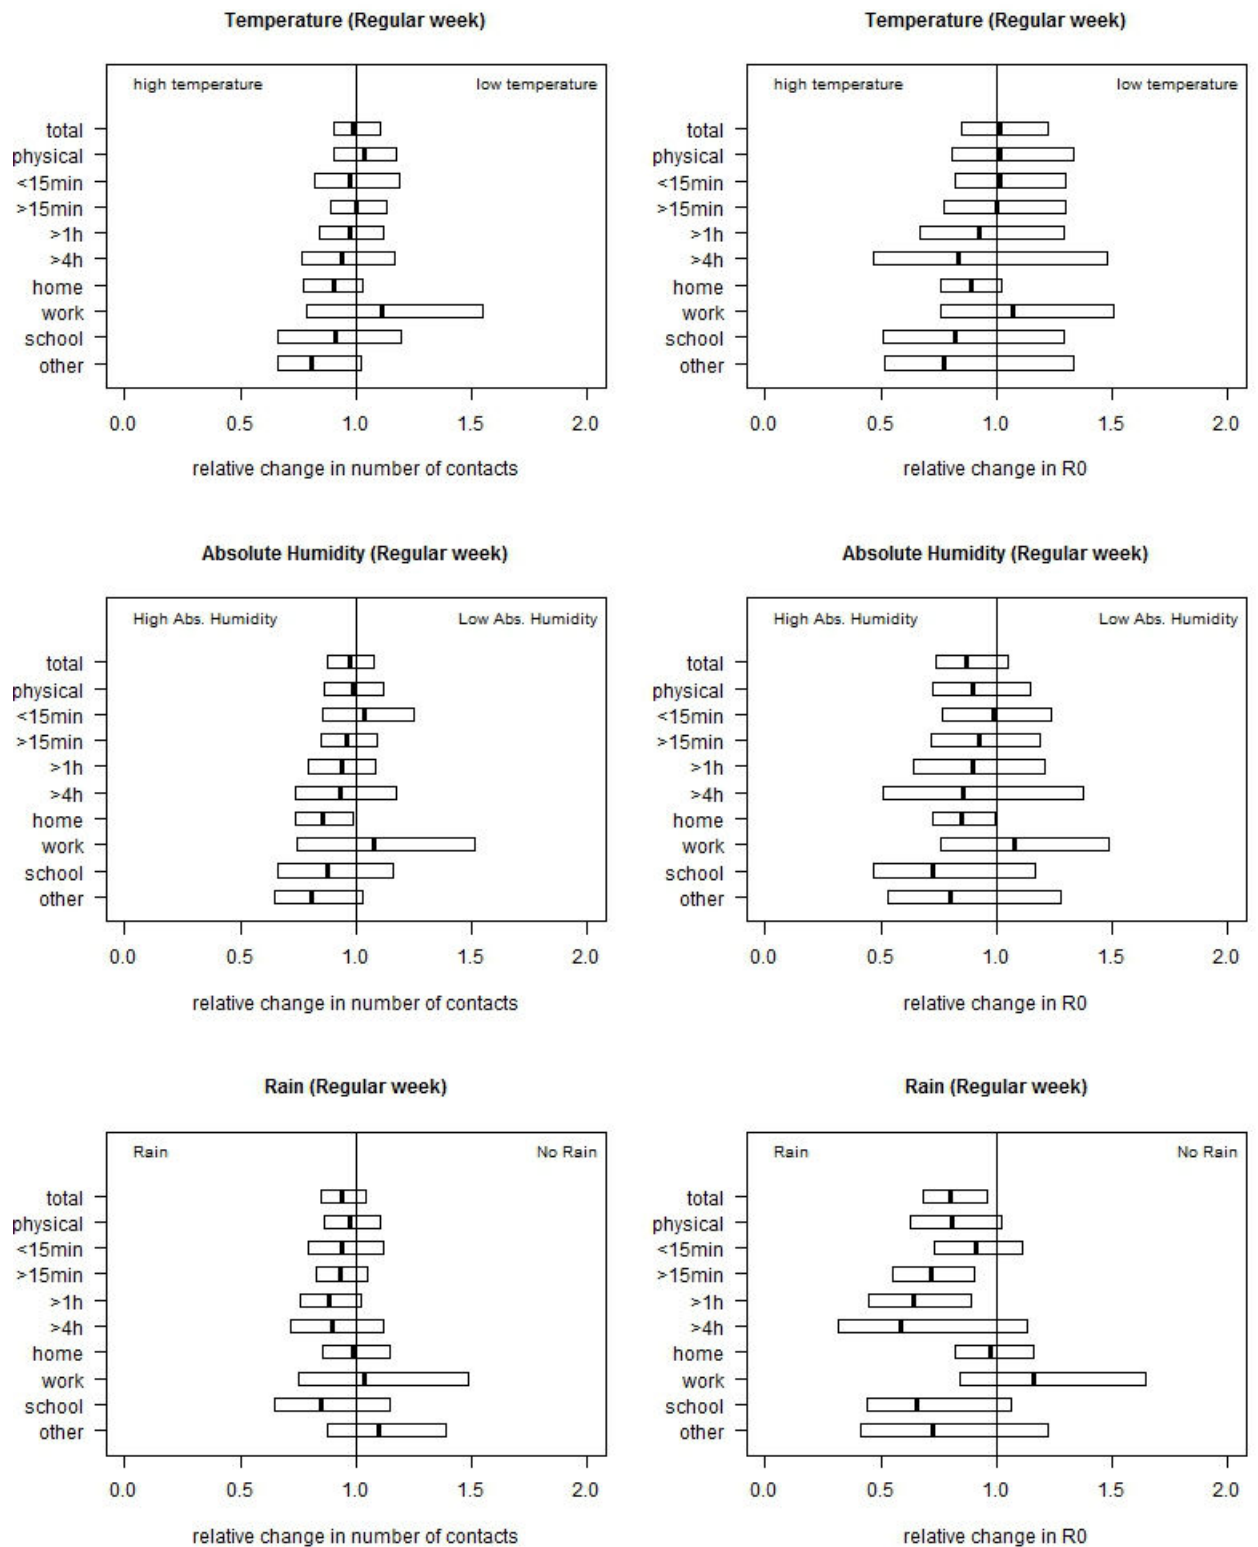 Temperature (Regular week)
high temperature low temperature
total
physical
<15min
>15min
>1h
>4h
home
work
school
other
0.0 0.5 1.0 1.5 2.0
relative change in number of contacts
Temperature (Regular week)
high temperature low temperature
total
physical
<15min
>15min
>1h
>4h
home
work
school
other
0.0 0.5 1.0 1.5 2.0
relative change in R0
Absolute Humidity (Regular week)
High Abs. Humidity Low Abs. Humidity
total
physical
<15min
>15min
>1h
>4h
home
work
school
other
0.0 0.5 1.0 1.5 2.0
relative change in number of contacts
Absolute Humidity (Regular week)
High Abs. Humidity Low Abs. Humidity
total
physical
<15min
>15min
>1h
>4h
home
work
school
other
0.0 0.5 1.0 1.5 2.0
relative change in R0
Rain (Regular week)
Rain No Rain
total
physical
<15min
>15min
>1h
>4h
home
work
school
other
0.0 0.5 1.0 1.5 2.0
relative change in number of contacts
Rain (Regular week)
Rain No Rain
total
physical
<15min
>15min
>1h
>4h
home
work
school
other
0.0 0.5 1.0 1.5 2.0
relative change in R0